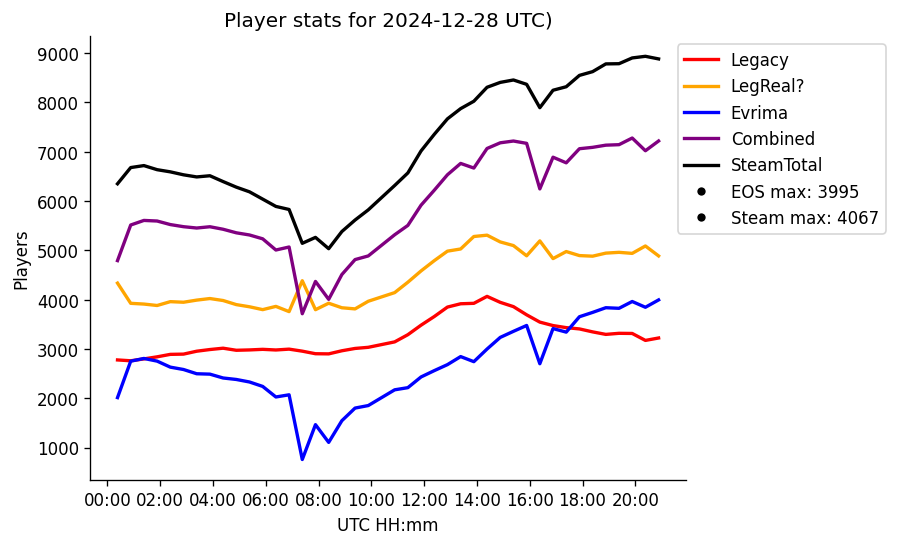 Player stats for 2024-12-28 UTC)
9000
8000
7000
6000
5000
4000
3000
2000
1000
Players
00:00 02:00 04:00 06:00 08:00 10:00 12:00 14:00 16:00 18:00 20:00
UTC HH:mm
Legacy
LegReal?
Evrima
Combined
SteamTotal
EOS max: 3995
Steam max: 4067